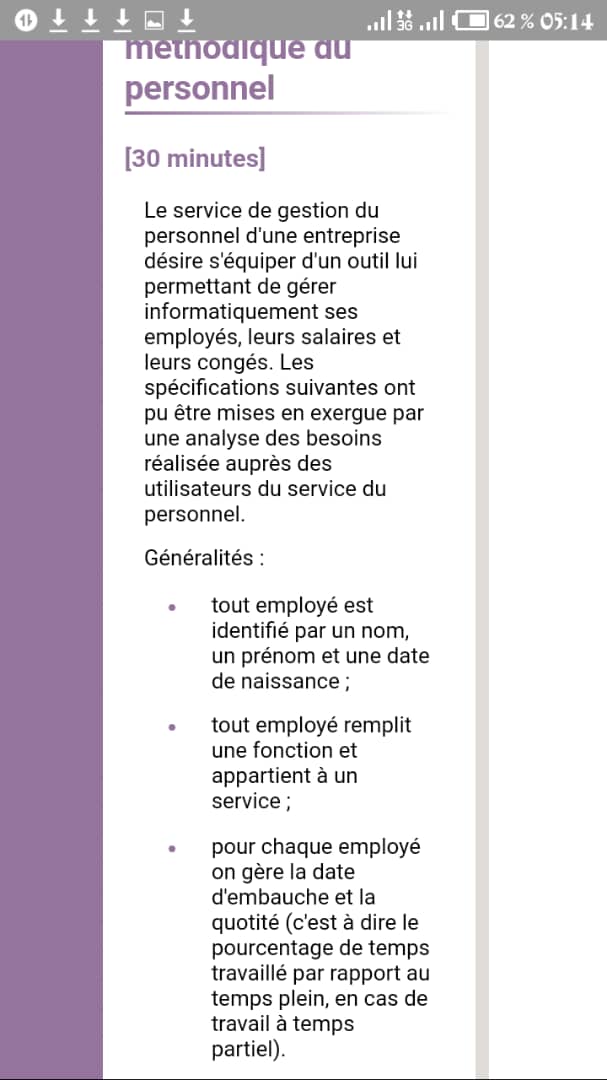 3G 62 % 05:14
méthodique du
personnel
[30 minutes]
Le service de gestion du
personnel d'une entreprise
désire s'équiper d'un outil lui
permettant de gérer
informatiquement ses
employés, leurs salaires et
leurs congés. Les
spécifications suivantes ont
pu être mises en exergue par
une analyse des besoins
réalisée auprès des
utilisateurs du service du
personnel.
Généralités :
• tout employé est
identifié par un nom,
un prénom et une date
de naissance ;
• tout employé remplit
une fonction et
appartient à un
service ;
• pour chaque employé
on gère la date
d'embauche et la
quotité (c'est à dire le
pourcentage de temps
travaillé par rapport au
temps plein, en cas de
travail à temps
partiel).